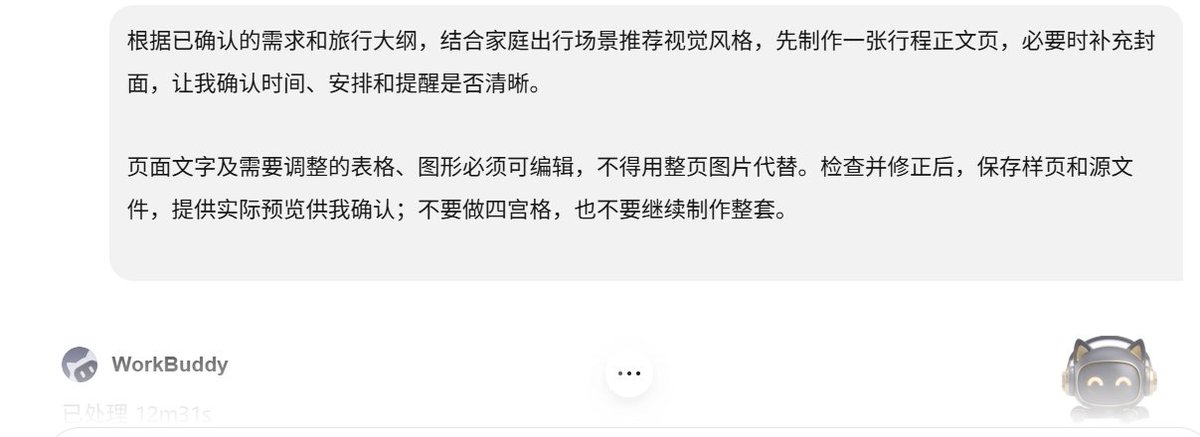 根据已确认的需求和旅行大纲，结合家庭出行场景推荐视觉风格，先制作一张行程正文页，必要时补充封
面，让我确认时间、安排和提醒是否清晰。
页面文字及需要调整的表格、图形必须可编辑，不得用整页图片代替。检查并修正后，保存样页和源文
件，提供实际预览供我确认；不要做四宫格，也不要继续制作整套。
WorkBuddy
已处理 12m31s